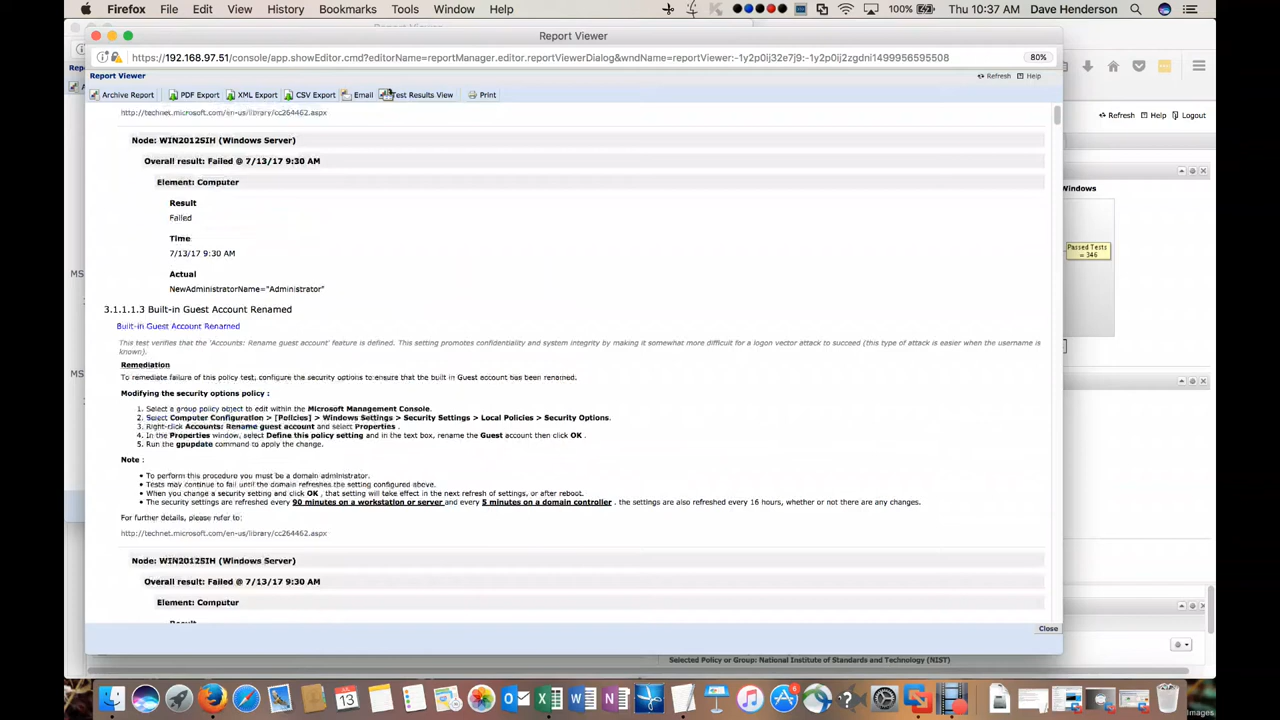 Firefox File Edit View History Bookmarks Tools Window Help 100% Thu 10:37 AM Dave Henderson
Report Viewer
https://192.168.97.51/console/app.showEditor.cmd?editorName=reportManager.editor.reportViewerDialog&wndName=reportViewer:-1y2p0ij32e7j9:-1y2p0ij2zgdni1499956595508 80%
Report Viewer
Refresh Help
Archive Report PDF Export XML Export CSV Export Email Test Results View Print
http://technet.microsoft.com/en-us/library/cc264462.aspx
Refresh Help Logout
Node: WIN2012SIH (Windows Server)
Overall result: Failed @ 7/13/17 9:30 AM
Element: Computer
Windows
Result
Failed
Time
7/13/17 9:30 AM
Passed Tests
= 346
Actual
NewAdministratorName="Administrator"
MS
3.1.1.1.3 Built-in Guest Account Renamed
Built-in Guest Account Renamed
This test verifies that the 'Accounts: Rename guest account' feature is defined. This setting promotes confidentiality and system integrity by making it somewhat more difficult for a logon vector attack to succeed (this type of attack is easier when the username is
known).
Remediation
To remediate failure of this policy test, configure the security options to ensure that the built in Guest account has been renamed.
MS
Modifying the security options policy :
1. Select a group policy object to edit within the Microsoft Management Console.
2. Select Computer Configuration > [Policies] > Windows Settings > Security Settings > Local Policies > Security Options.
3. Right-click Accounts: Rename guest account and select Properties .
4. In the Properties window, select Define this policy setting and in the text box, rename the Guest account then click OK .
5. Run the gpupdate command to apply the change.
Note :
• To perform this procedure you must be a domain administrator.
• Tests may continue to fail until the domain refreshes the setting configured above.
• When you change a security setting and click OK , that setting will take effect in the next refresh of settings, or after reboot.
• The security settings are refreshed every 90 minutes on a workstation or server and every 5 minutes on a domain controller . the settings are also refreshed every 16 hours, whether or not there are any changes.
For further details, please refer to:
http://technet.microsoft.com/en-us/library/cc264462.aspx
Node: WIN2012SIH (Windows Server)
Overall result: Failed @ 7/13/17 9:30 AM
Element: Computer
Result
Close
Selected Policy or Group: National Institute of Standards and Technology (NIST)
JUL
13
Images